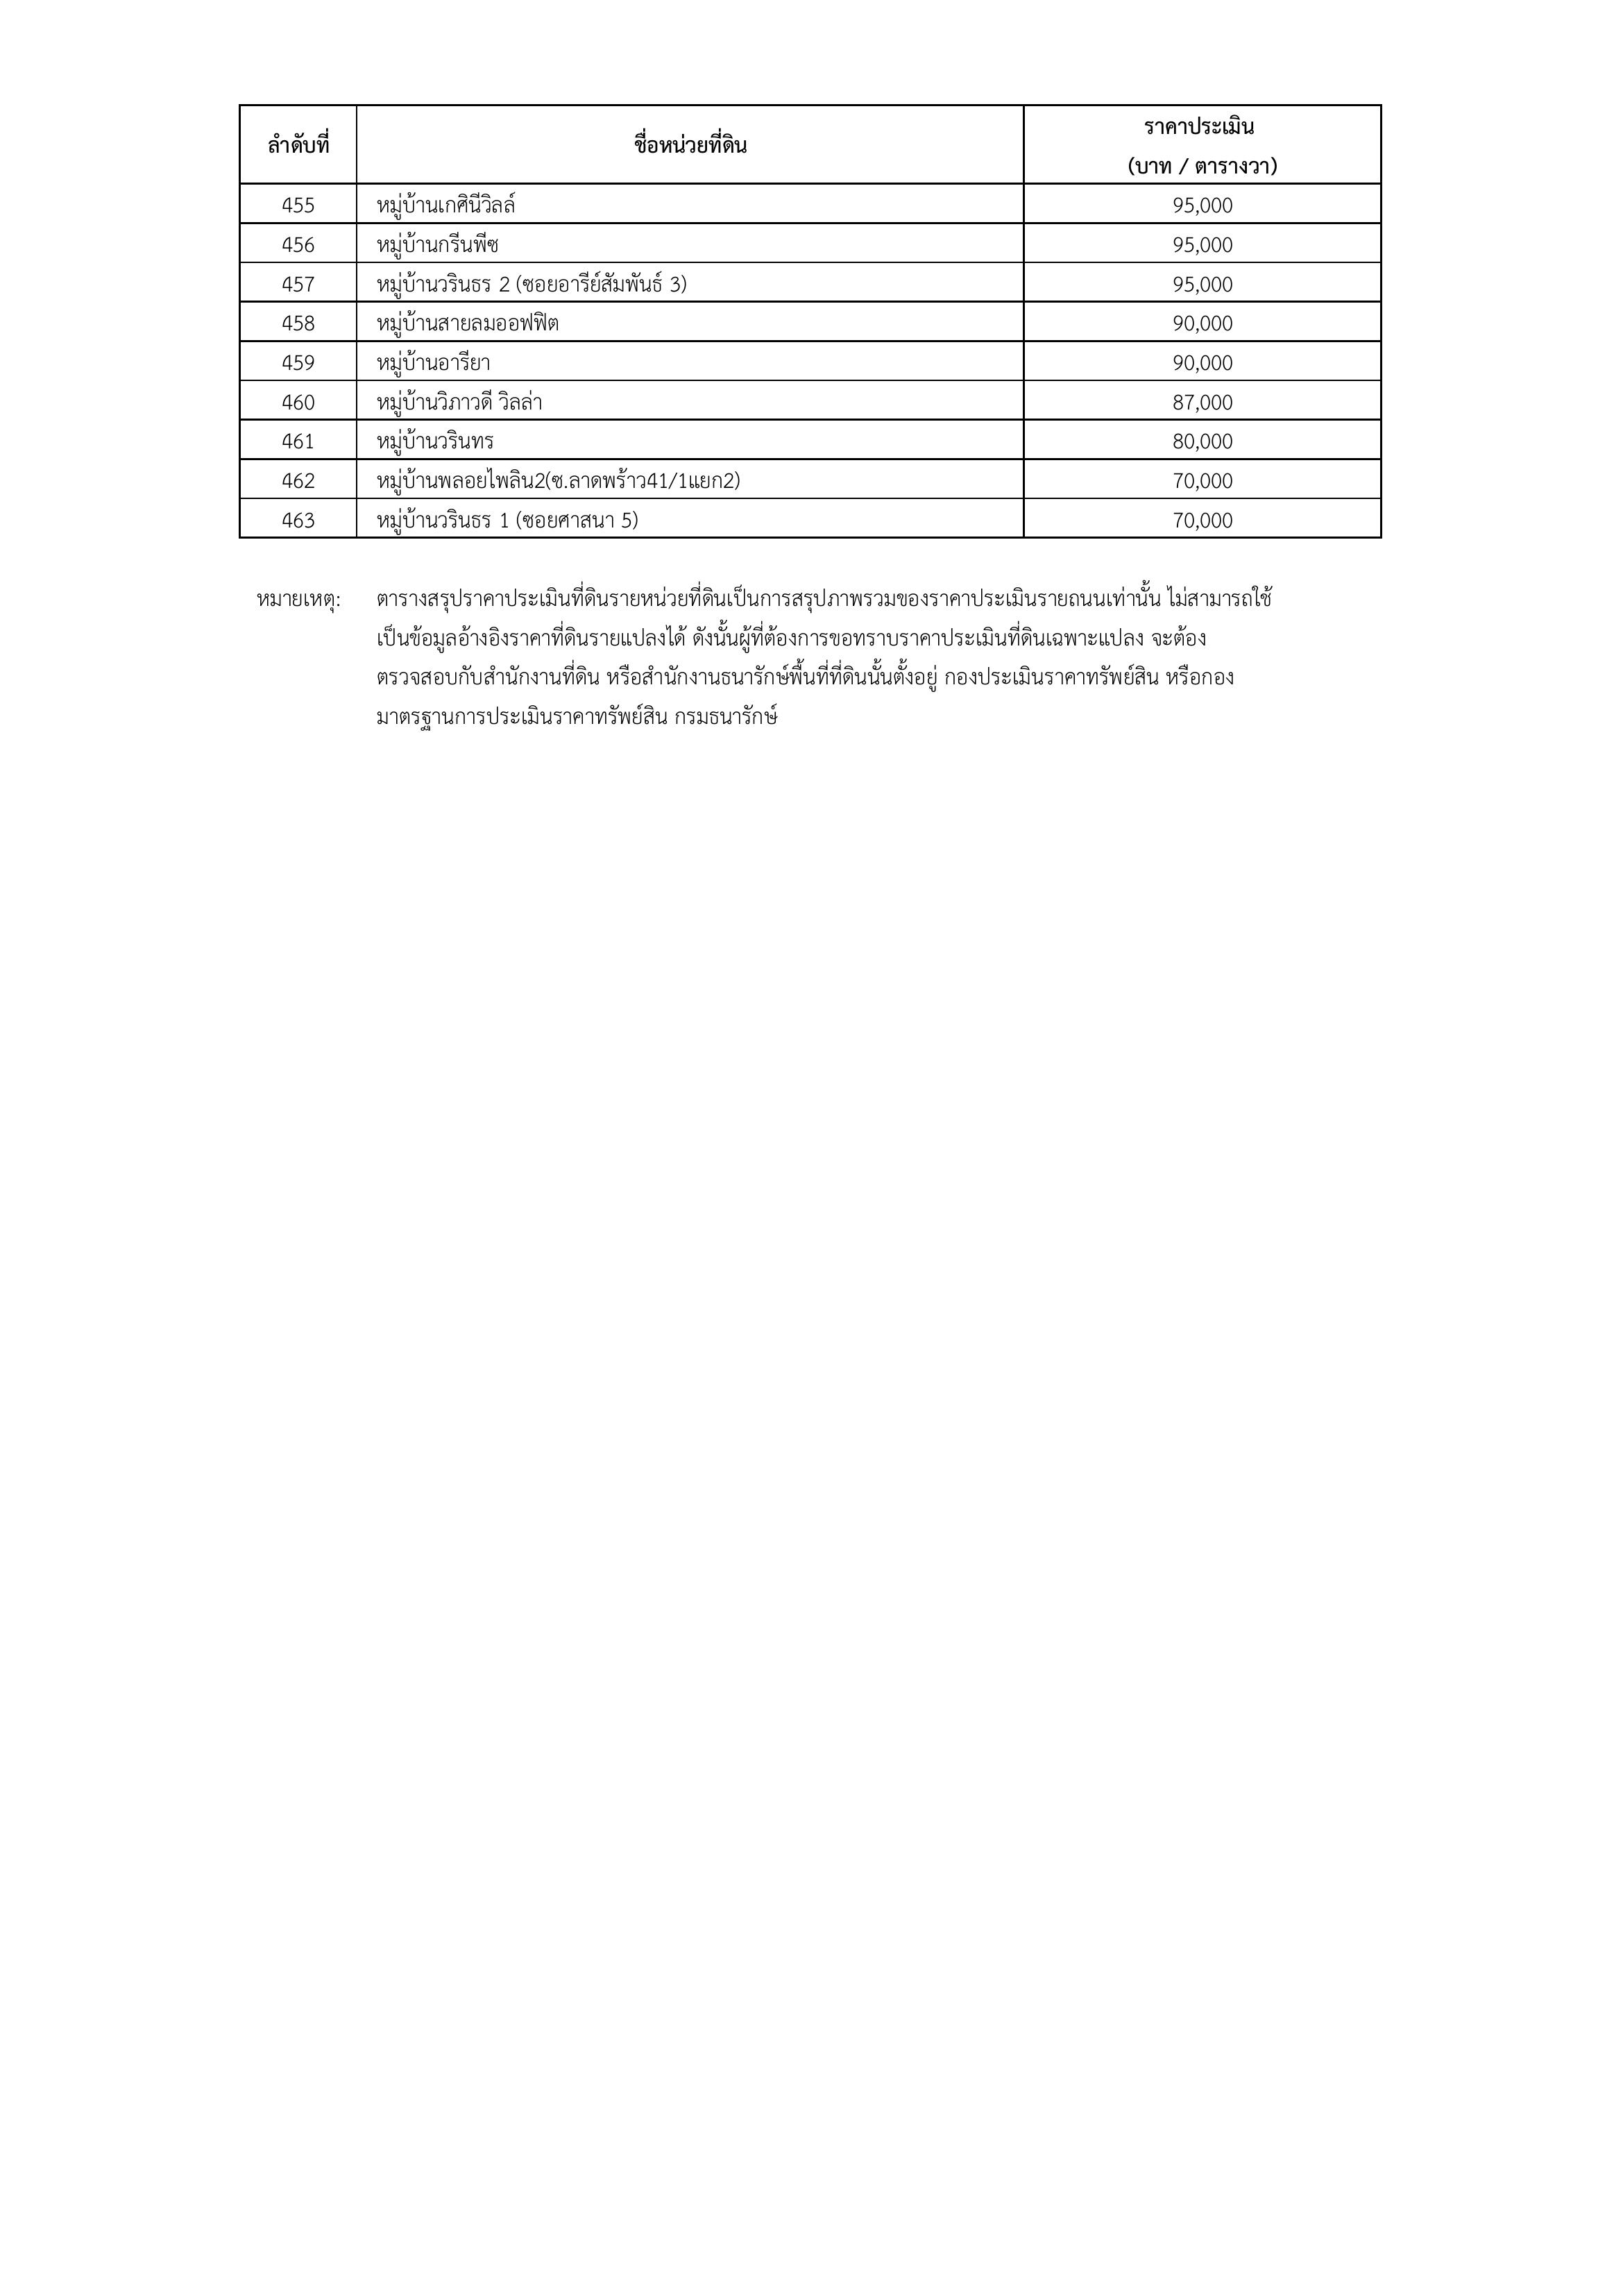 ลำดับที่ ชื่อหน่วยที่ดิน ราคาประเมิน
(บาท / ตารางวา)
455 หมู่บ้านเกศินีวิลล์ 95,000
456 หมู่บ้านกรีนพีซ 95,000
457 หมู่บ้านวรินธร 2 (ซอยอารีย์สัมพันธ์ 3) 95,000
458 หมู่บ้านสายลมออฟฟิต 90,000
459 หมู่บ้านอารียา 90,000
460 หมู่บ้านวิภาวดี วิลล่า 87,000
461 หมู่บ้านวรินทร 80,000
462 หมู่บ้านพลอยไพลิน2(ซ.ลาดพร้าว41/1แยก2) 70,000
463 หมู่บ้านวรินธร 1 (ซอยศาสนา 5) 70,000
หมายเหตุ: ตารางสรุปราคาประเมินที่ดินรายหน่วยที่ดินเป็นการสรุปภาพรวมของราคาประเมินรายถนนเท่านั้น ไม่สามารถใช้
เป็นข้อมูลอ้างอิงราคาที่ดินรายแปลงได้ ดังนั้นผู้ที่ต้องการขอทราบราคาประเมินที่ดินเฉพาะแปลง จะต้อง
ตรวจสอบกับสำนักงานที่ดิน หรือสำนักงานธนารักษ์พื้นที่ที่ดินนั้นตั้งอยู่ กองประเมินราคาทรัพย์สิน หรือกอง
มาตรฐานการประเมินราคาทรัพย์สิน กรมธนารักษ์